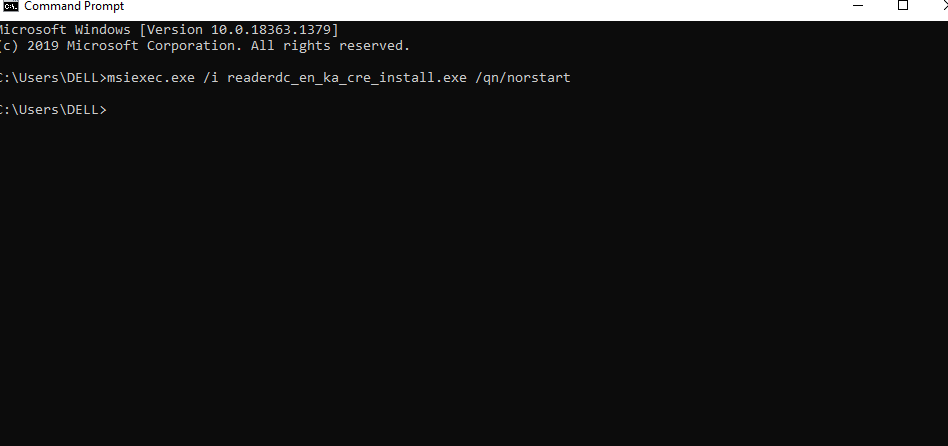 Command Prompt
Microsoft Windows [Version 10.0.18363.1379]
(c) 2019 Microsoft Corporation. All rights reserved.
C:\Users\DELL>msiexec.exe /i readerdc_en_ka_cre_install.exe /qn/norstart
C:\Users\DELL>